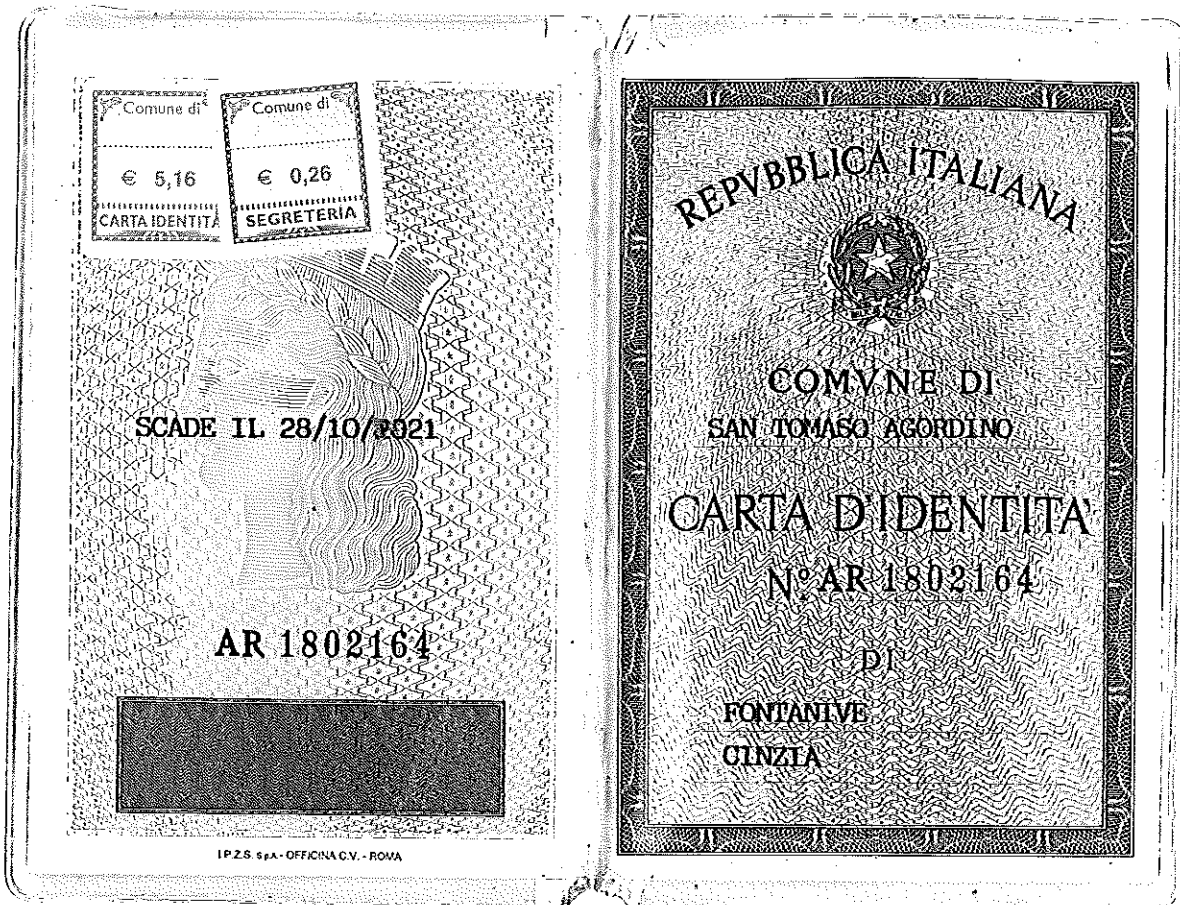 Comune di
€ 5,16
CARTA IDENTITÀ
Comune di
€ 0,26
SEGRETERIA
SCADE IL 28/10/2021
AR 1802164
I.P.Z.S. S.p.A. - OFFICINA C.V. - ROMA
REPVBBLICA ITALIANA
COMVNE DI
SAN TOMASO AGORDINO
CARTA D'IDENTITA'
Nº AR 1802164
DI
FONTANIVE
CINZIA